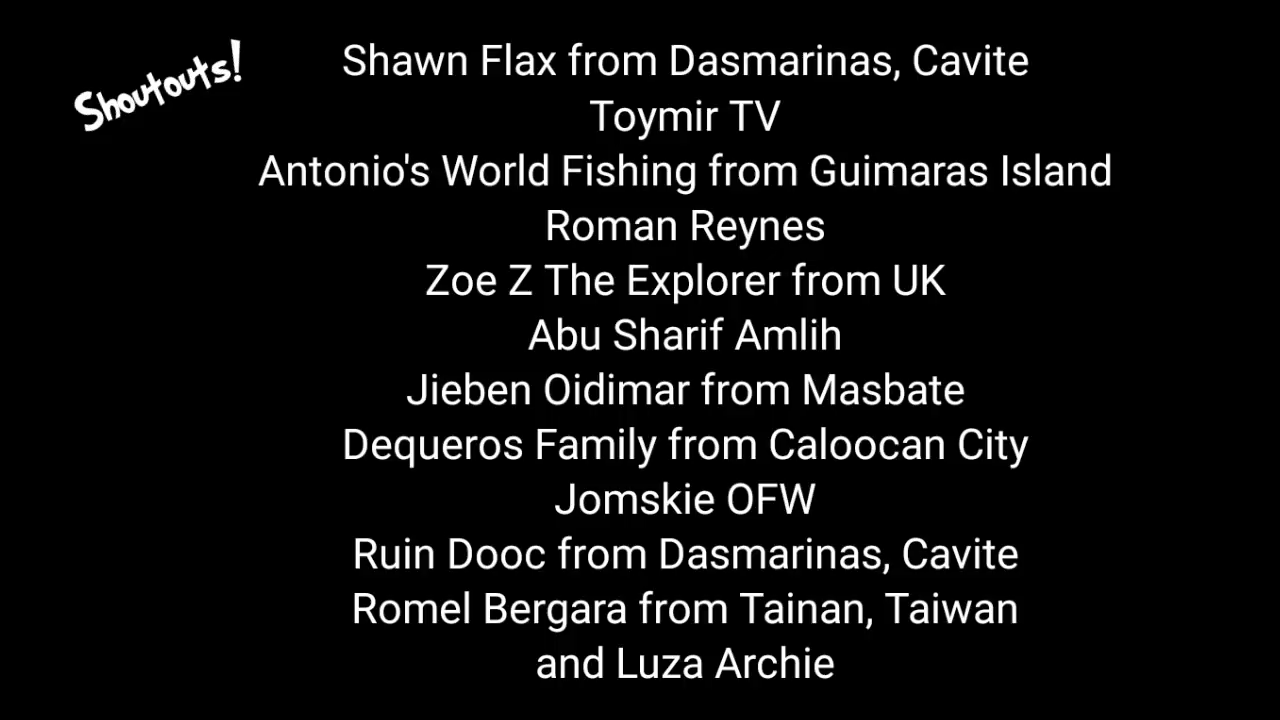 Shoutouts!
Shawn Flax from Dasmarinas, Cavite
Toymir TV
Antonio's World Fishing from Guimaras Island
Roman Reynes
Zoe Z The Explorer from UK
Abu Sharif Amlih
Jieben Oidimar from Masbate
Dequeros Family from Caloocan City
Jomskie OFW
Ruin Dooc from Dasmarinas, Cavite
Romel Bergara from Tainan, Taiwan
and Luza Archie